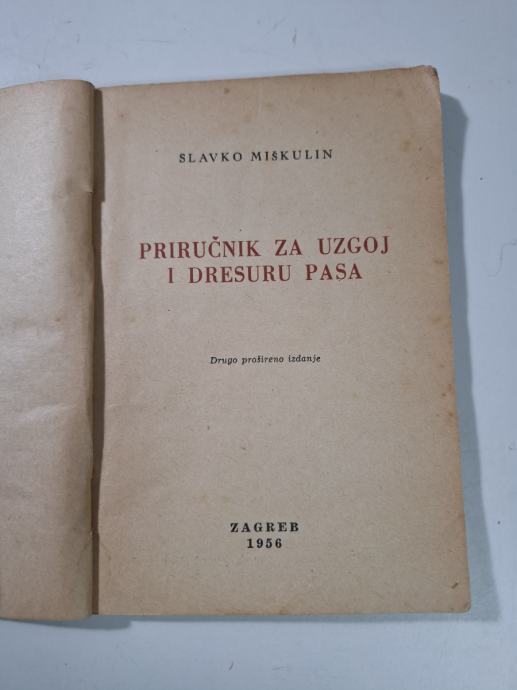 SLAVKO MIŠKULIN
PRIRUČNIK ZA UZGOJ
I DRESURU PASA
Drugo prošireno izdanje
ZAGREB
1956